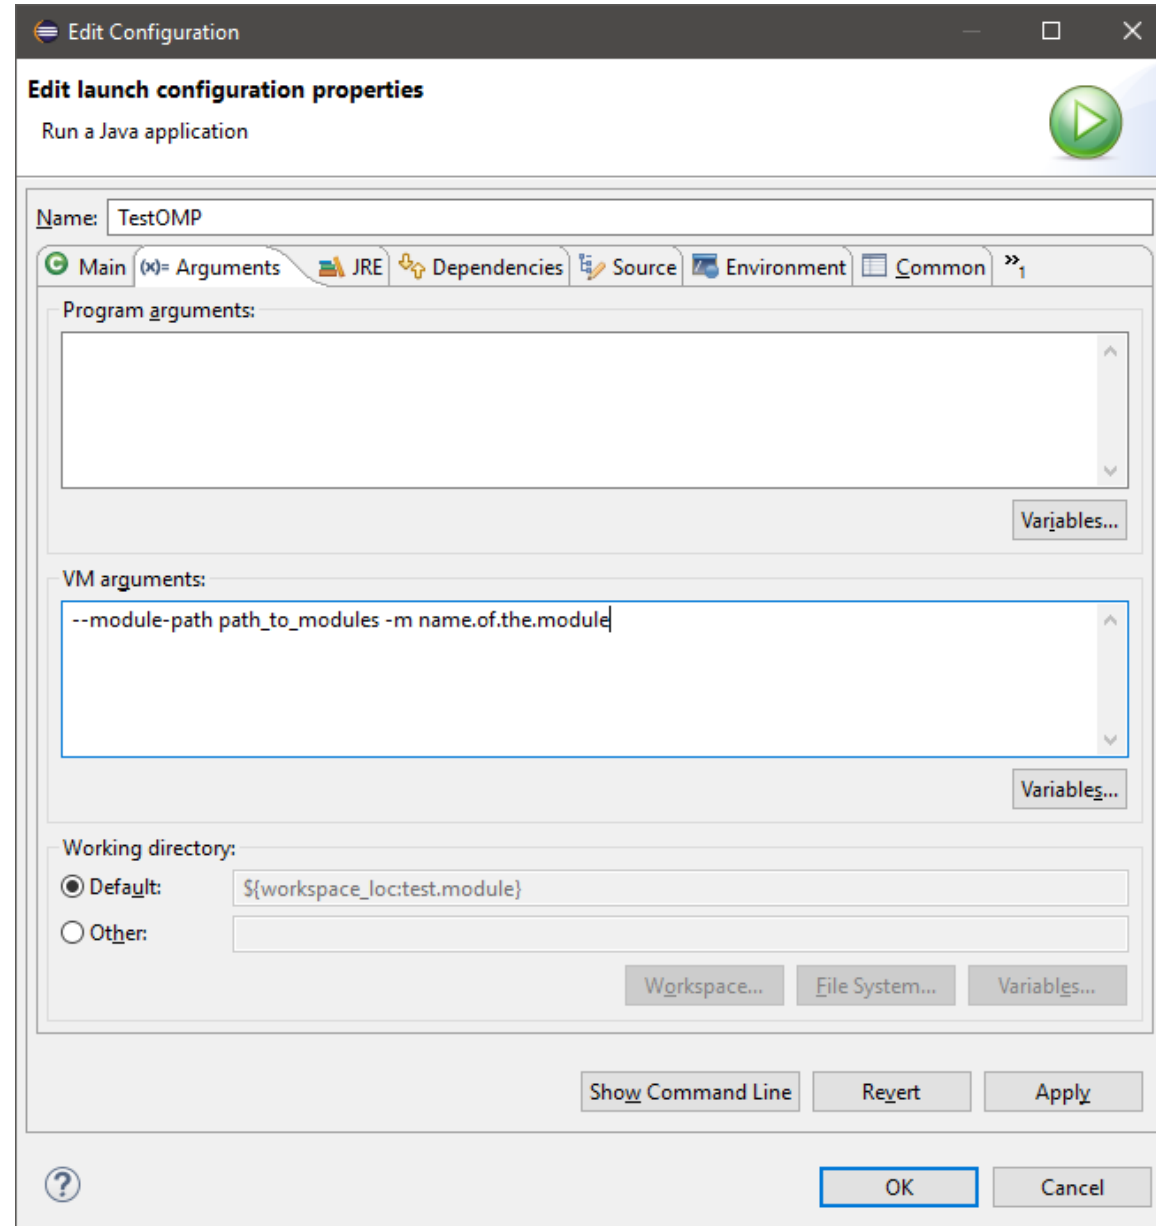 Edit Configuration
Edit launch configuration properties
Run a Java application
Name: TestOMP
Main (x)= Arguments JRE Dependencies Source Environment Common »1
Program arguments:
Variables...
VM arguments:
--module-path path_to_modules -m name.of.the.module
Variables...
Working directory:
Default: ${workspace_loc:test.module}
Other:
Workspace... File System... Variables...
Show Command Line Revert Apply
? OK Cancel